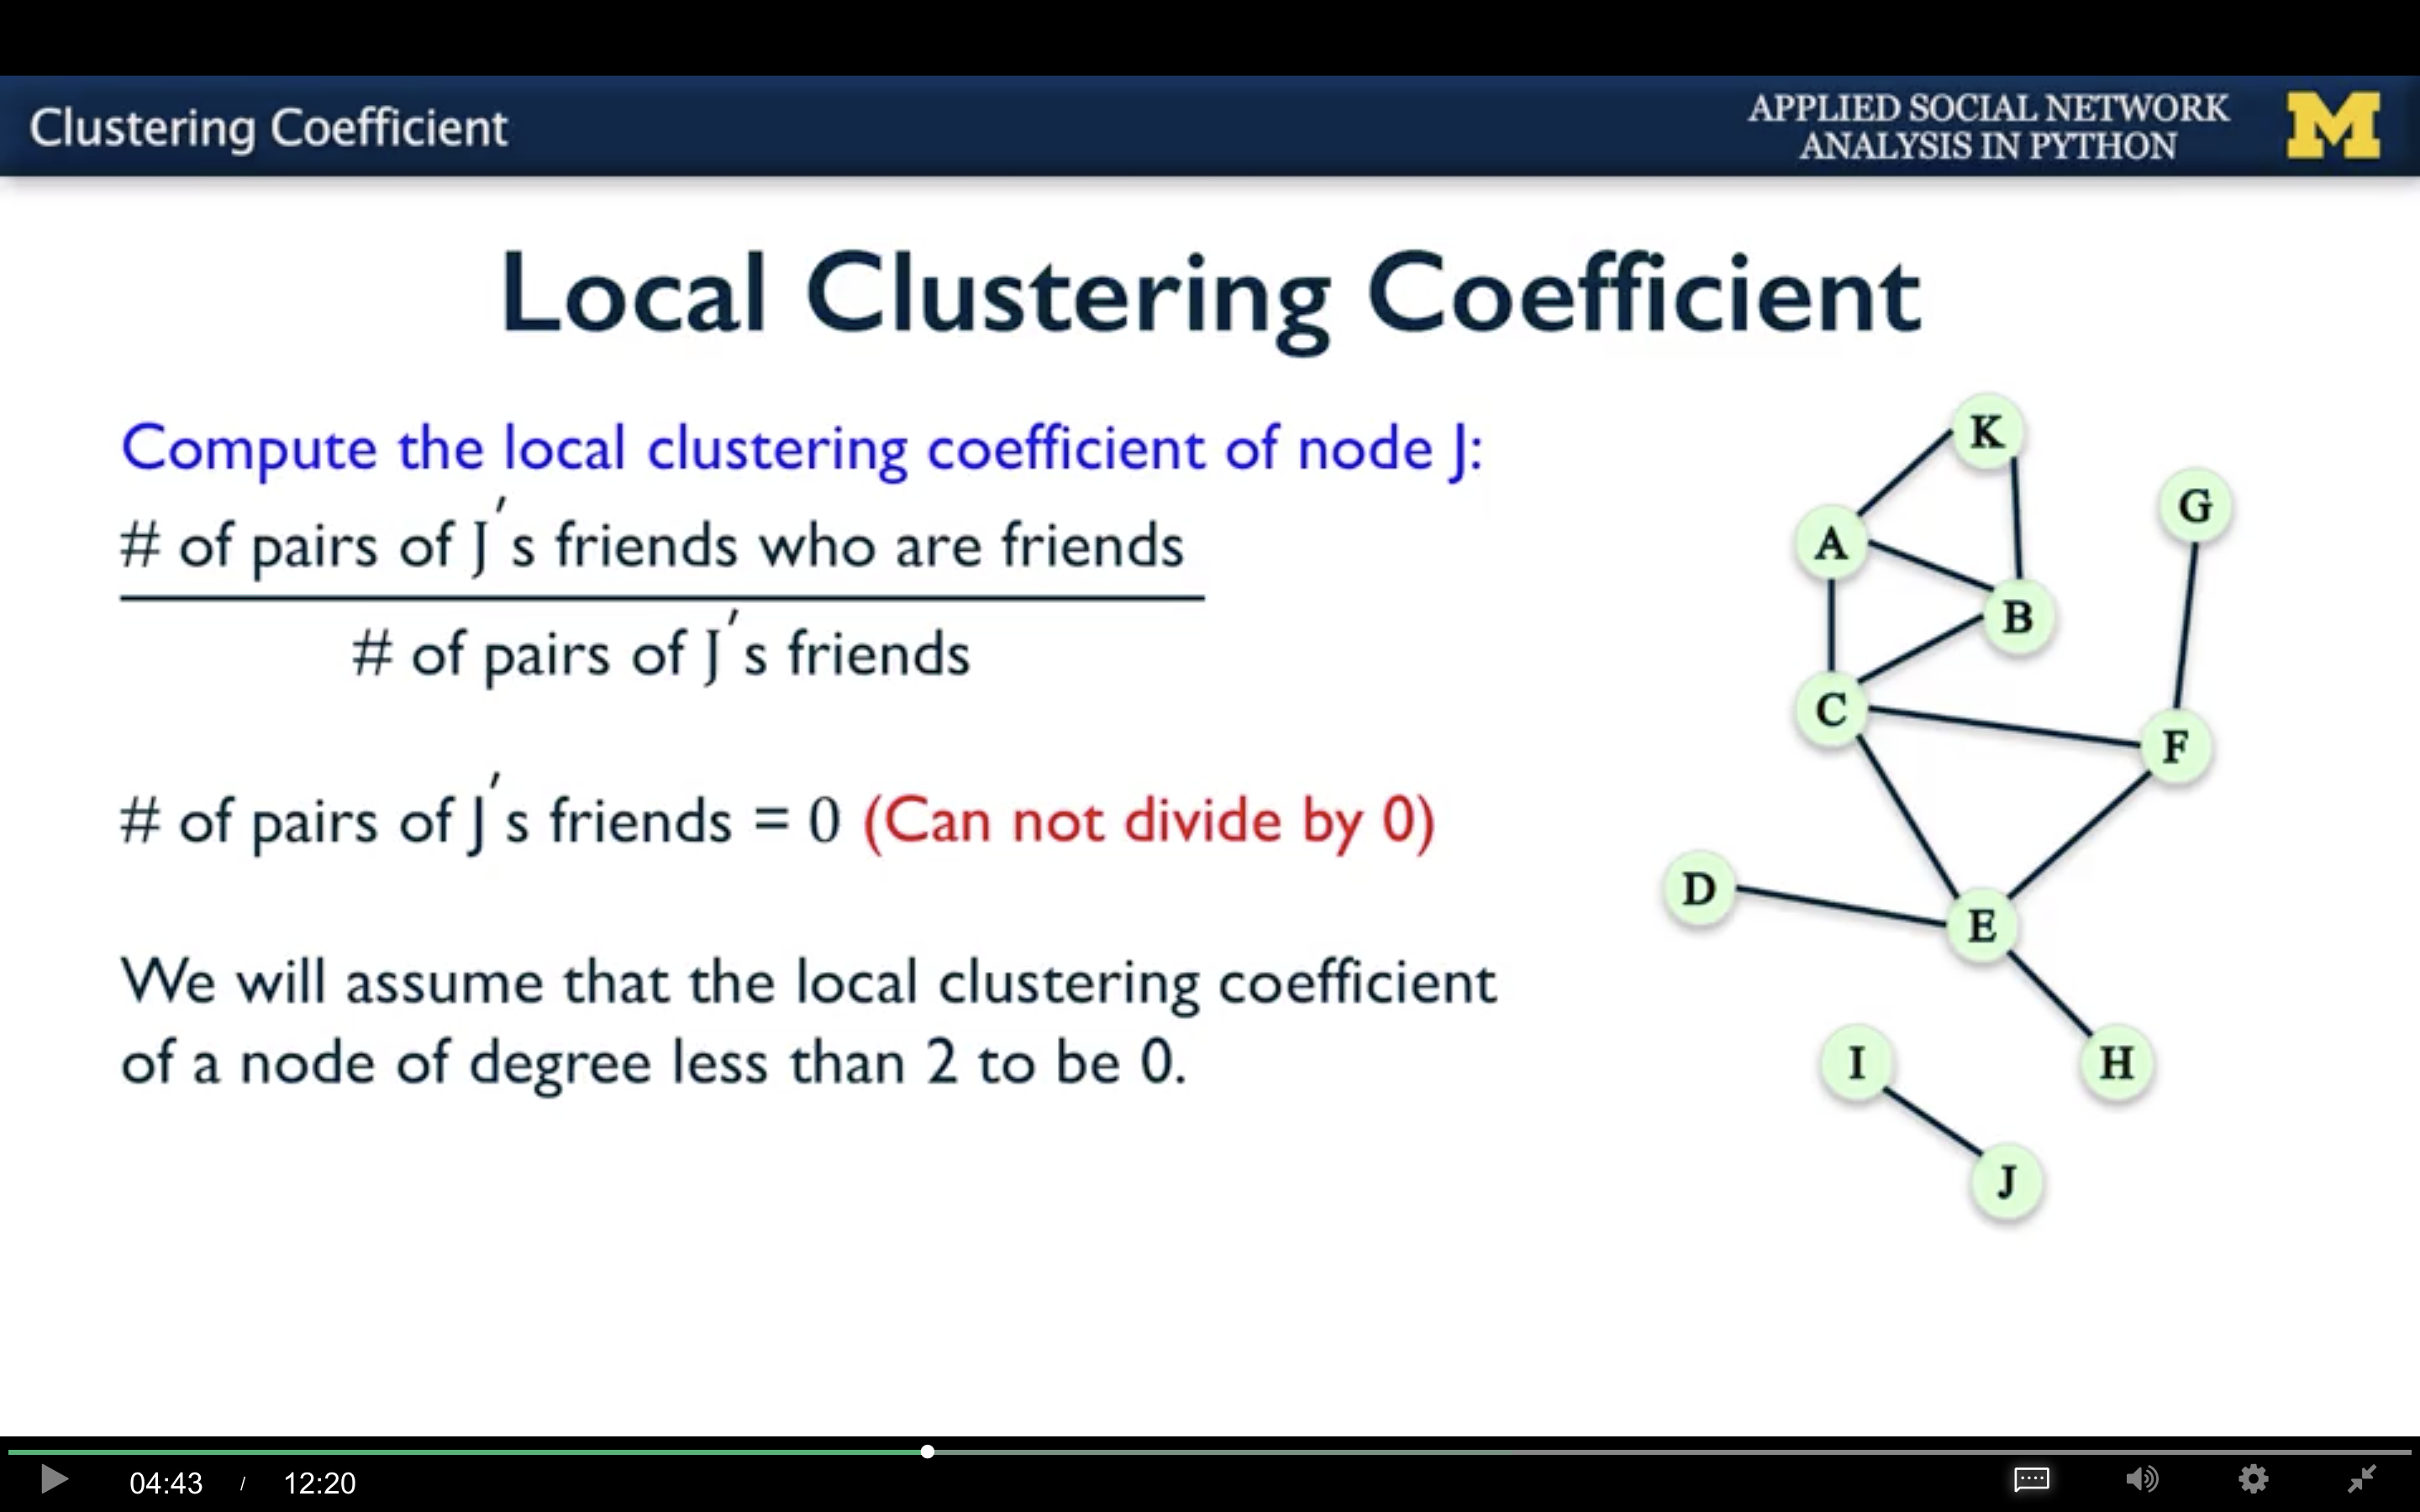 Clustering Coefficient
APPLIED SOCIAL NETWORK
ANALYSIS IN PYTHON
M
Local Clustering Coefficient
Compute the local clustering coefficient of node J:
# of pairs of J′s friends who are friends
# of pairs of J′s friends
# of pairs of J′s friends = 0 (Can not divide by 0)
We will assume that the local clustering coefficient
of a node of degree less than 2 to be 0.
K
G
A
B
C
F
D
E
I
H
J
04:43 / 12:20